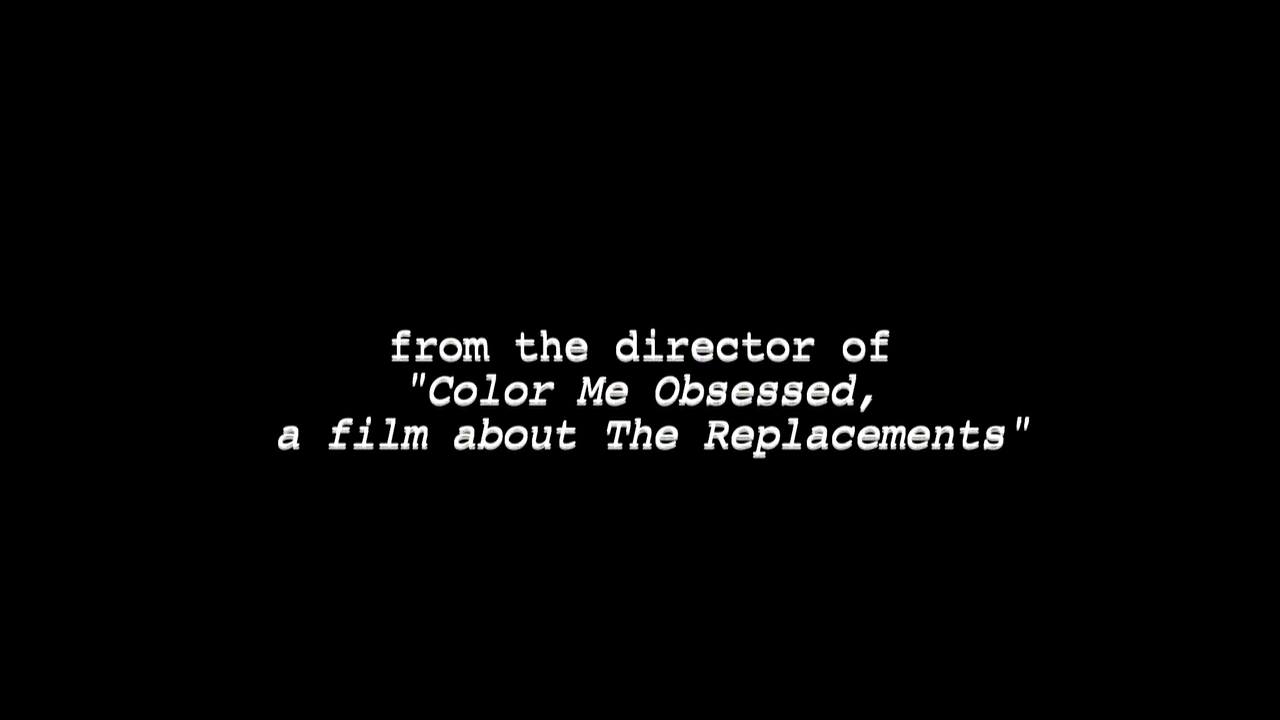 from the director of
"Color Me Obsessed,
a film about The Replacements"